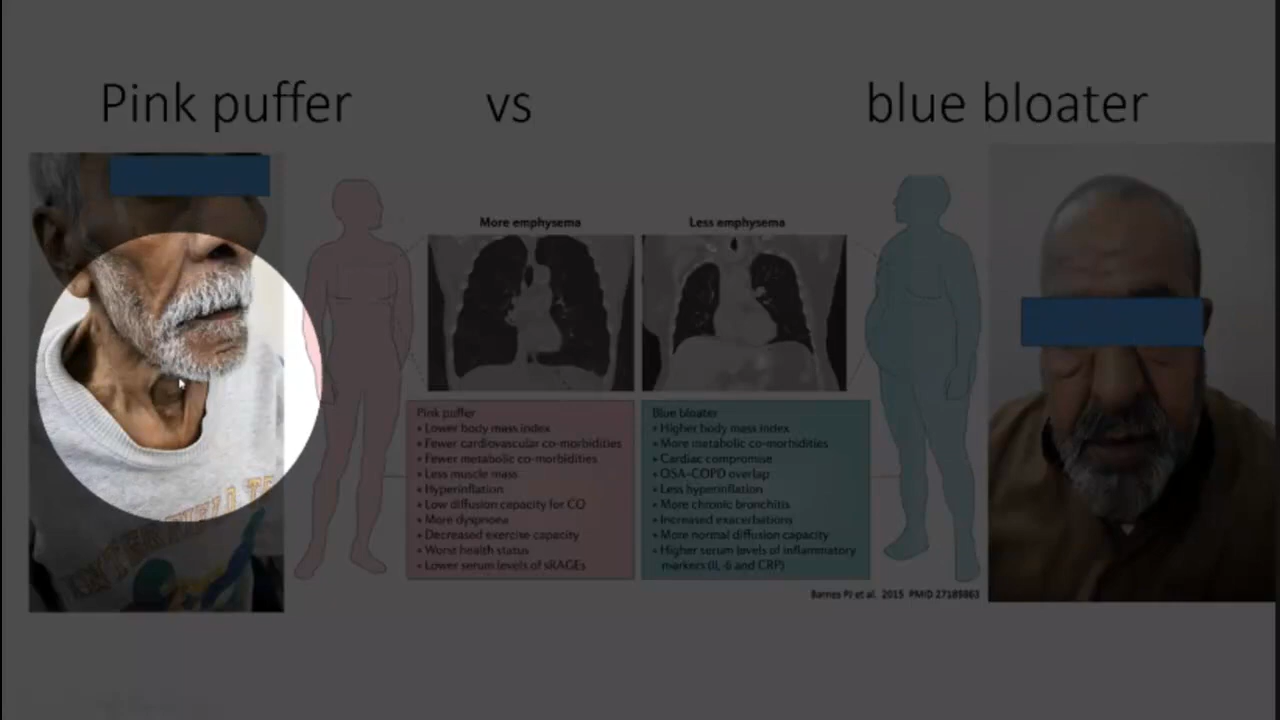 Pink puffer vs blue bloater
More emphysema
Less emphysema
Pink puffer
• Lower body mass index
• Fewer cardiovascular co-morbidities
• Fewer metabolic co-morbidities
• Less muscle mass
• Hyperinflation
• Low diffusion capacity for CO
• More dyspnoea
• Decreased exercise capacity
• Worse health status
• Lower serum levels of sRAGEs
Blue bloater
• Higher body mass index
• More metabolic co-morbidities
• Cardiac compromise
• OSA–COPD overlap
• Less hyperinflation
• More chronic bronchitis
• Increased exacerbations
• More normal diffusion capacity
• Higher serum levels of inflammatory
markers (IL-6 and CRP)
Barnes PJ et al. 2015 PMID 27189863